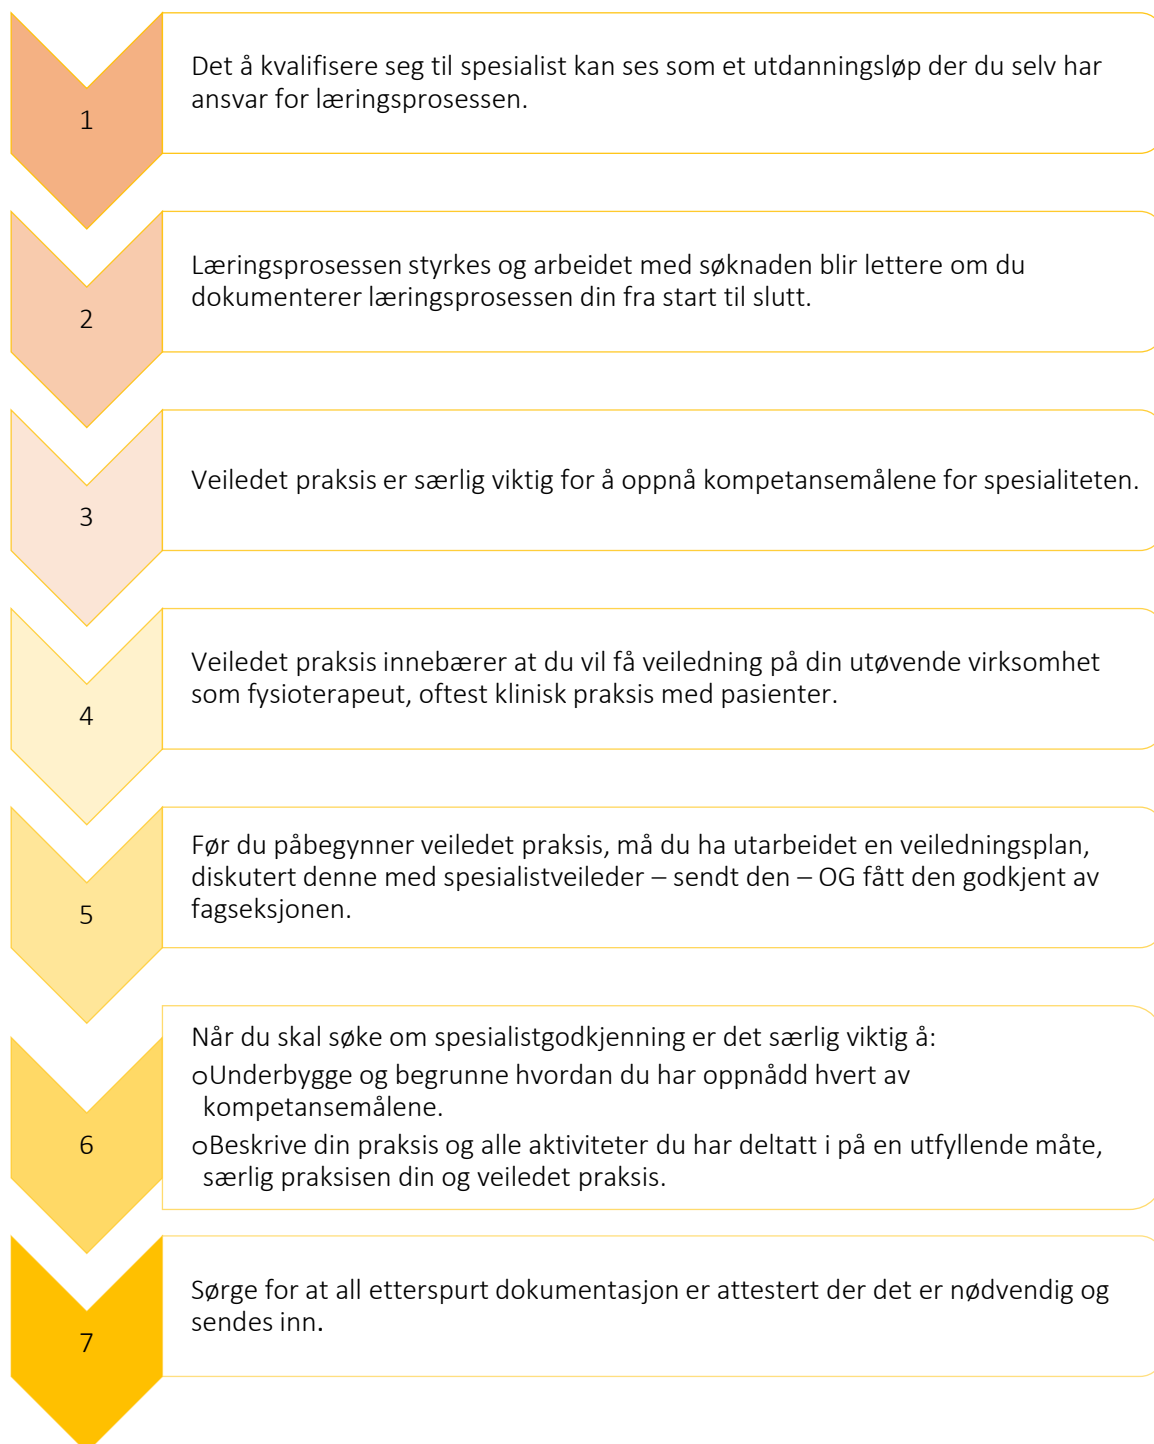 1
Det å kvalifisere seg til spesialist kan ses som et utdanningsløp der du selv har
ansvar for læringsprosessen.
2
Læringsprosessen styrkes og arbeidet med søknaden blir lettere om du
dokumenterer læringsprosessen din fra start til slutt.
3
Veiledet praksis er særlig viktig for å oppnå kompetansemålene for spesialiteten.
4
Veiledet praksis innebærer at du vil få veiledning på din utøvende virksomhet
som fysioterapeut, oftest klinisk praksis med pasienter.
5
Før du påbegynner veiledet praksis, må du ha utarbeidet en veiledningsplan,
diskutert denne med spesialistveileder – sendt den – OG fått den godkjent av
fagseksjonen.
6
Når du skal søke om spesialistgodkjenning er det særlig viktig å:
oUnderbygge og begrunne hvordan du har oppnådd hvert av
kompetansemålene.
oBeskrive din praksis og alle aktiviteter du har deltatt i på en utfyllende måte,
særlig praksisen din og veiledet praksis.
7
Sørge for at all etterspurt dokumentasjon er attestert der det er nødvendig og
sendes inn.